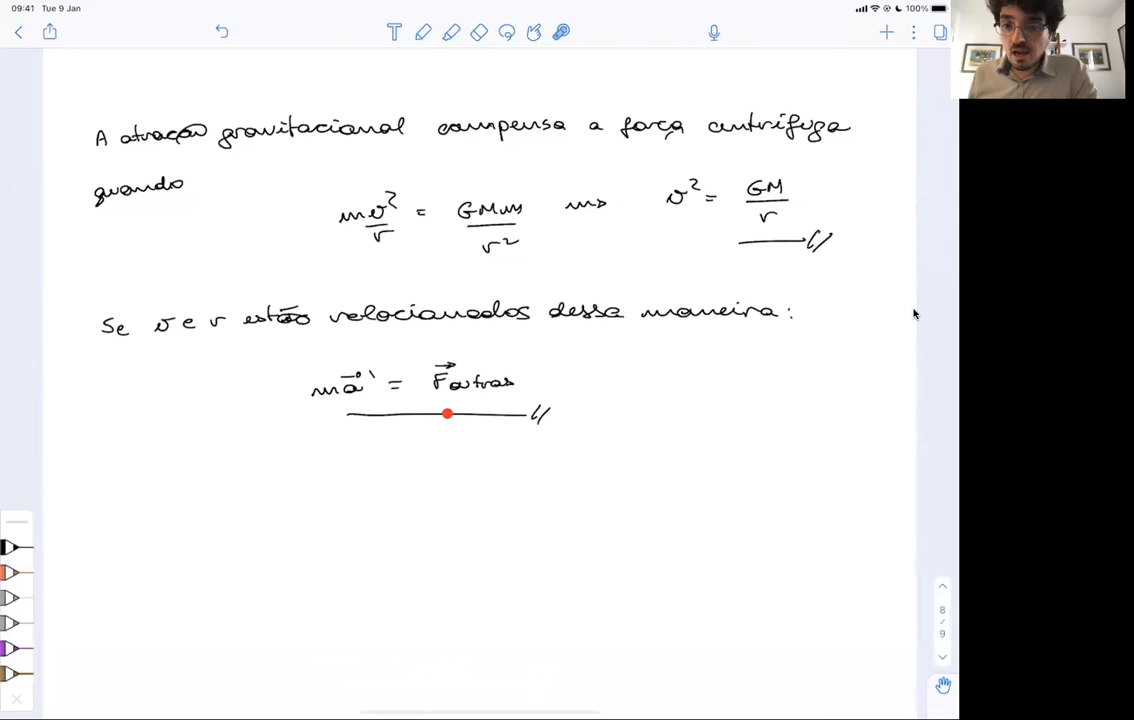 09:41 Tue 9 Jan 100%
A atração gravitacional compensa a força centrífuga
quando
mv²/r = GMm/r² ⟿ v² = GM/r //
Se v e r estão relacionados dessa maneira:
ma⃗' = F⃗outras //
8
/
9